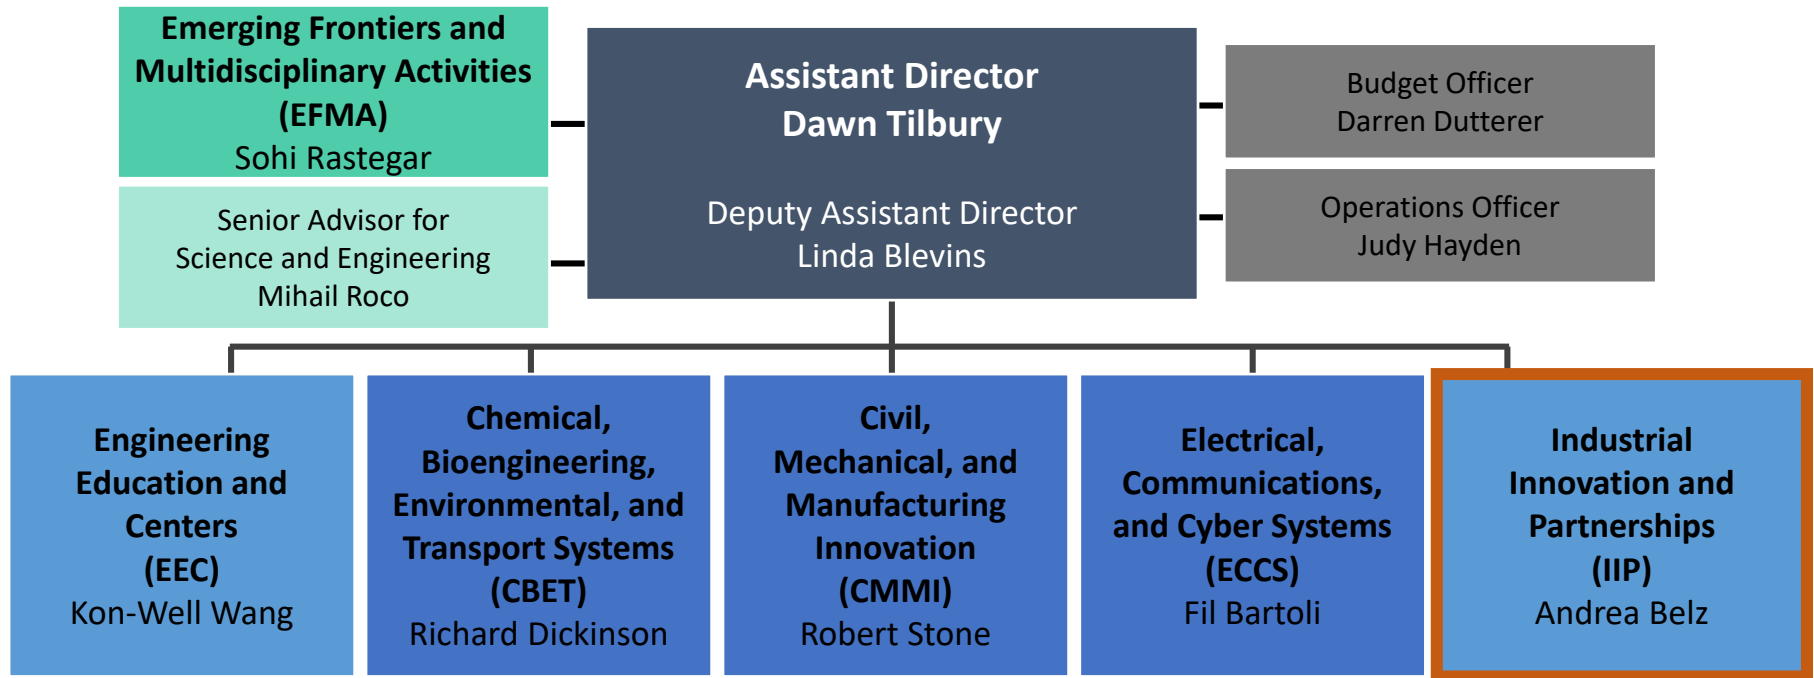 Emerging Frontiers and
Multidisciplinary Activities
(EFMA)
Sohi Rastegar
Senior Advisor for
Science and Engineering
Mihail Roco
Assistant Director
Dawn Tilbury
Deputy Assistant Director
Linda Blevins
Budget Officer
Darren Dutterer
Operations Officer
Judy Hayden
Engineering
Education and
Centers
(EEC)
Kon-Well Wang
Chemical,
Bioengineering,
Environmental, and
Transport Systems
(CBET)
Richard Dickinson
Civil,
Mechanical, and
Manufacturing
Innovation
(CMMI)
Robert Stone
Electrical,
Communications,
and Cyber Systems
(ECCS)
Fil Bartoli
Industrial
Innovation and
Partnerships
(IIP)
Andrea Belz